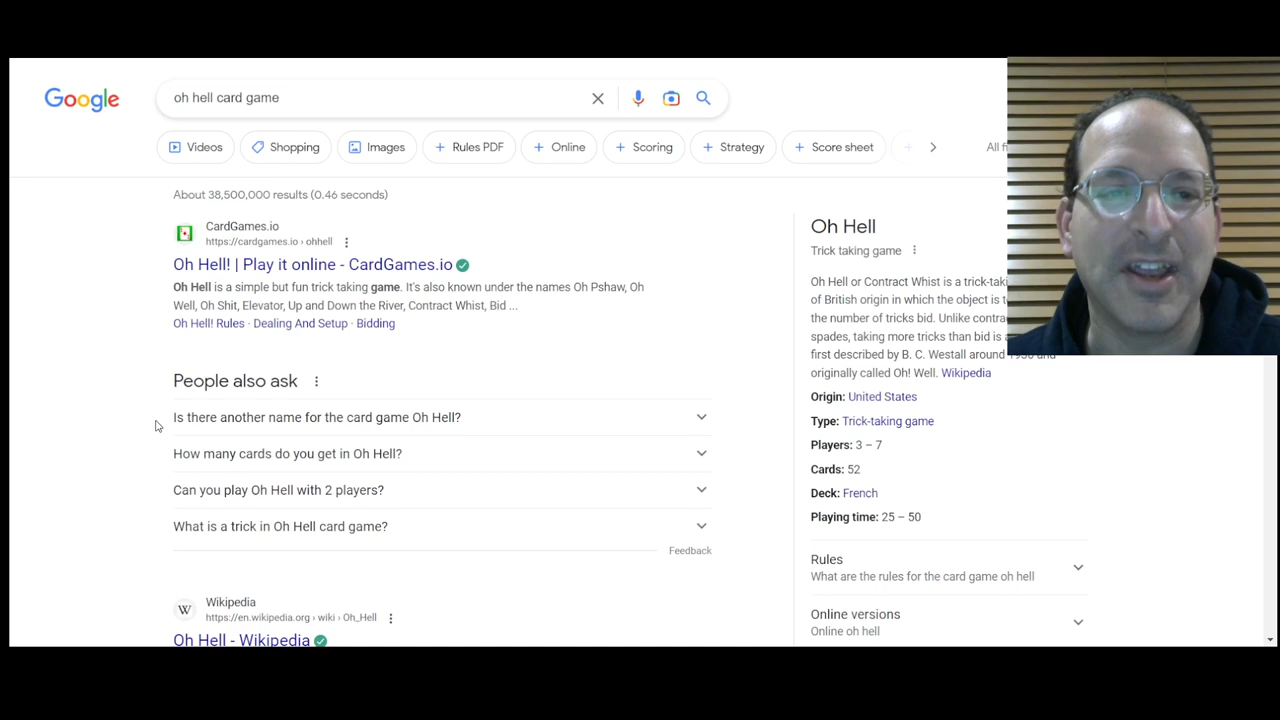 Google
oh hell card game
Videos
Shopping
Images
Rules PDF
Online
Scoring
Strategy
Score sheet
All fi
About 38,500,000 results (0.46 seconds)
CardGames.io
https://cardgames.io › ohhell
Oh Hell! | Play it online - CardGames.io
Oh Hell is a simple but fun trick taking game. It's also known under the names Oh Pshaw, Oh
Well, Oh Shit, Elevator, Up and Down the River, Contract Whist, Bid ...
Oh Hell! Rules · Dealing And Setup · Bidding
People also ask
Is there another name for the card game Oh Hell?
How many cards do you get in Oh Hell?
Can you play Oh Hell with 2 players?
What is a trick in Oh Hell card game?
Feedback
W
Wikipedia
https://en.wikipedia.org › wiki › Oh_Hell
Oh Hell - Wikipedia
Oh Hell
Trick taking game
Oh Hell or Contract Whist is a trick-taki
of British origin in which the object is t
the number of tricks bid. Unlike contra
spades, taking more tricks than bid is a
first described by B. C. Westall around and
originally called Oh! Well. Wikipedia
Origin: United States
Type: Trick-taking game
Players: 3 – 7
Cards: 52
Deck: French
Playing time: 25 – 50
Rules
What are the rules for the card game oh hell
Online versions
Online oh hell